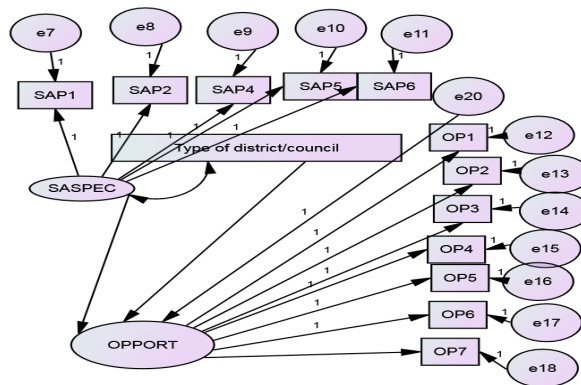 e7
e8
e9
e10
e11
1
1
1
1
1
SAP1
SAP2
SAP4
SAP5
SAP6
e20
1
1
1
1
1
1
Type of district/council
OP1
1
e12
OP2
1
e13
SASPEC
OP3
1
e14
OP4
1
e15
OP5
1
e16
1
1
1
1
1
1
OPPORT
OP6
1
e17
OP7
1
e18